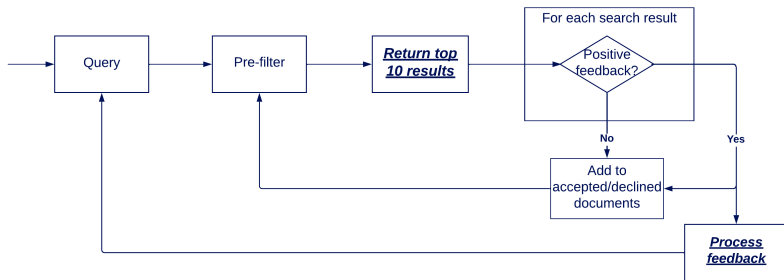 For each search result
Query
Pre-filter
Return top
10 results
Positive
feedback?
No
Yes
Add to
accepted/declined
documents
Process
feedback